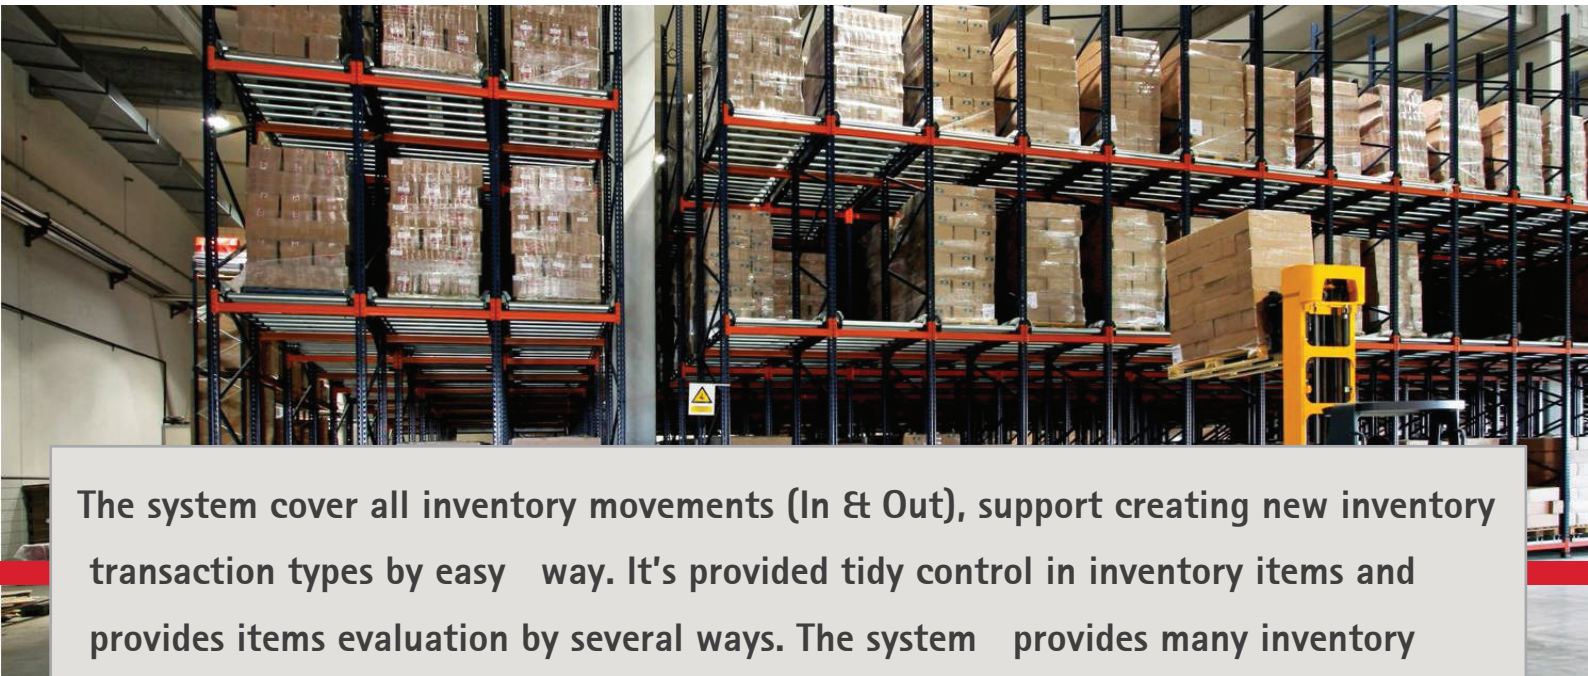 The system cover all inventory movements (In & Out), support creating new inventory
transaction types by easy way. It's provided tidy control in inventory items and
provides items evaluation by several ways. The system provides many inventory